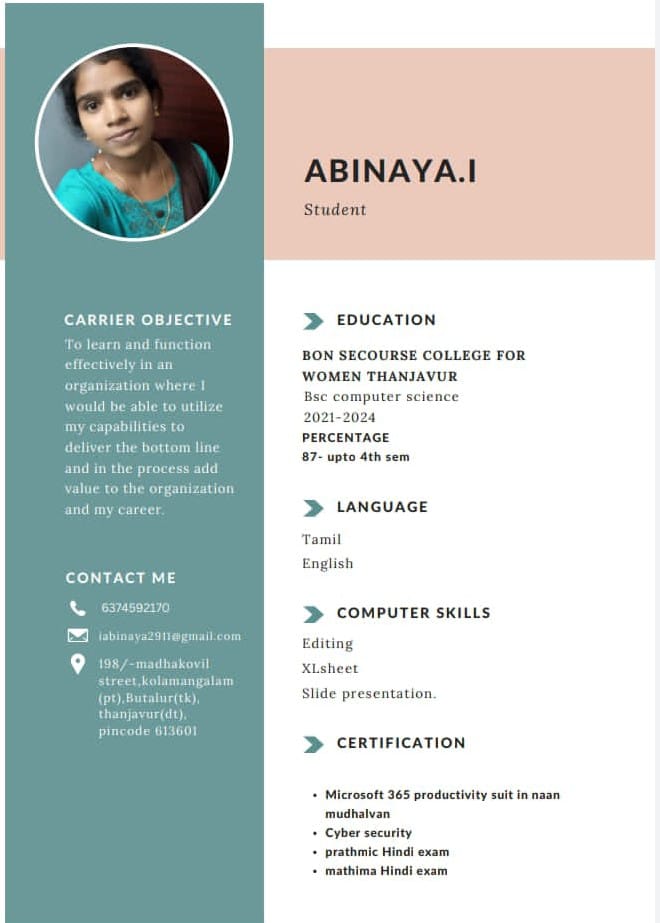 ABINAYA.I
Student
CARRIER OBJECTIVE
To learn and function
effectively in an
organization where I
would be able to utilize
my capabilities to
deliver the bottom line
and in the process add
value to the organization
and my career.
CONTACT ME
6374592170
iabinaya2911@gmail.com
198/-madhakovil
street,kolamangalam
(pt),Butalur(tk),
thanjavur(dt),
pincode 613601
EDUCATION
BON SECOURSE COLLEGE FOR
WOMEN THANJAVUR
Bsc computer science
2021-2024
PERCENTAGE
87- upto 4th sem
LANGUAGE
Tamil
English
COMPUTER SKILLS
Editing
XLsheet
Slide presentation.
CERTIFICATION
• Microsoft 365 productivity suit in naan
mudhalvan
• Cyber security
• prathmic Hindi exam
• mathima Hindi exam